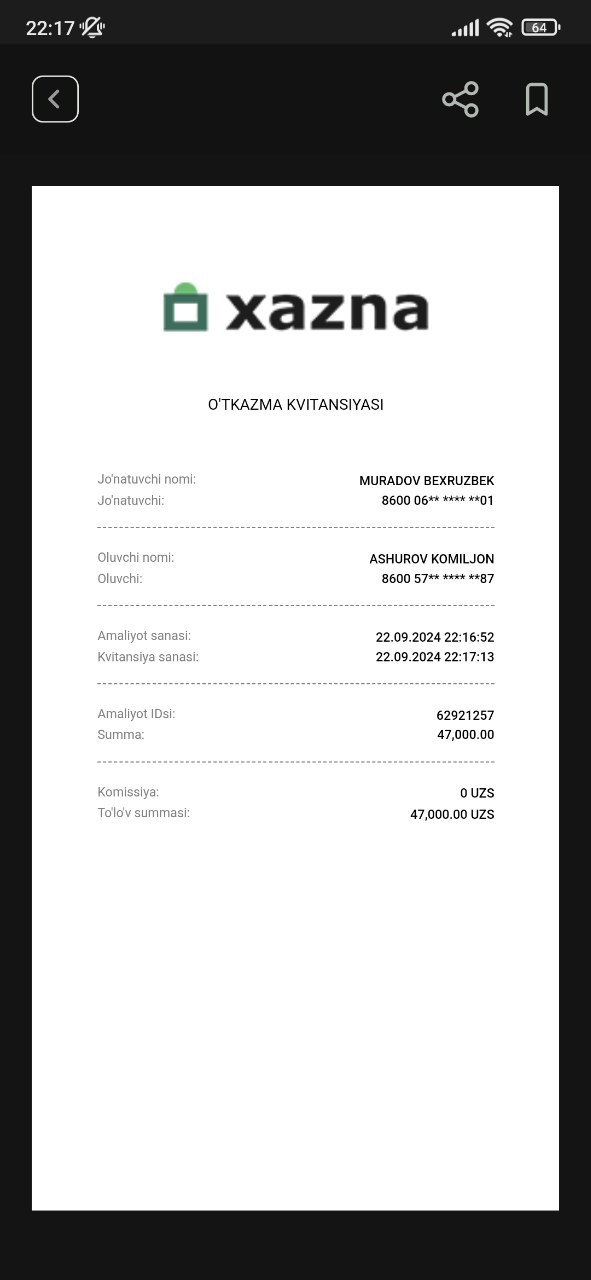 22:17
64
xazna
O'TKAZMA KVITANSIYASI
Jo'natuvchi nomi: MURADOV BEXRUZBEK
Jo'natuvchi: 8600 06** **** **01
Oluvchi nomi: ASHUROV KOMILJON
Oluvchi: 8600 57** **** **87
Amaliyot sanasi: 22.09.2024 22:16:52
Kvitansiya sanasi: 22.09.2024 22:17:13
Amaliyot IDsi: 62921257
Summa: 47,000.00
Komissiya: 0 UZS
To'lo'v summasi: 47,000.00 UZS